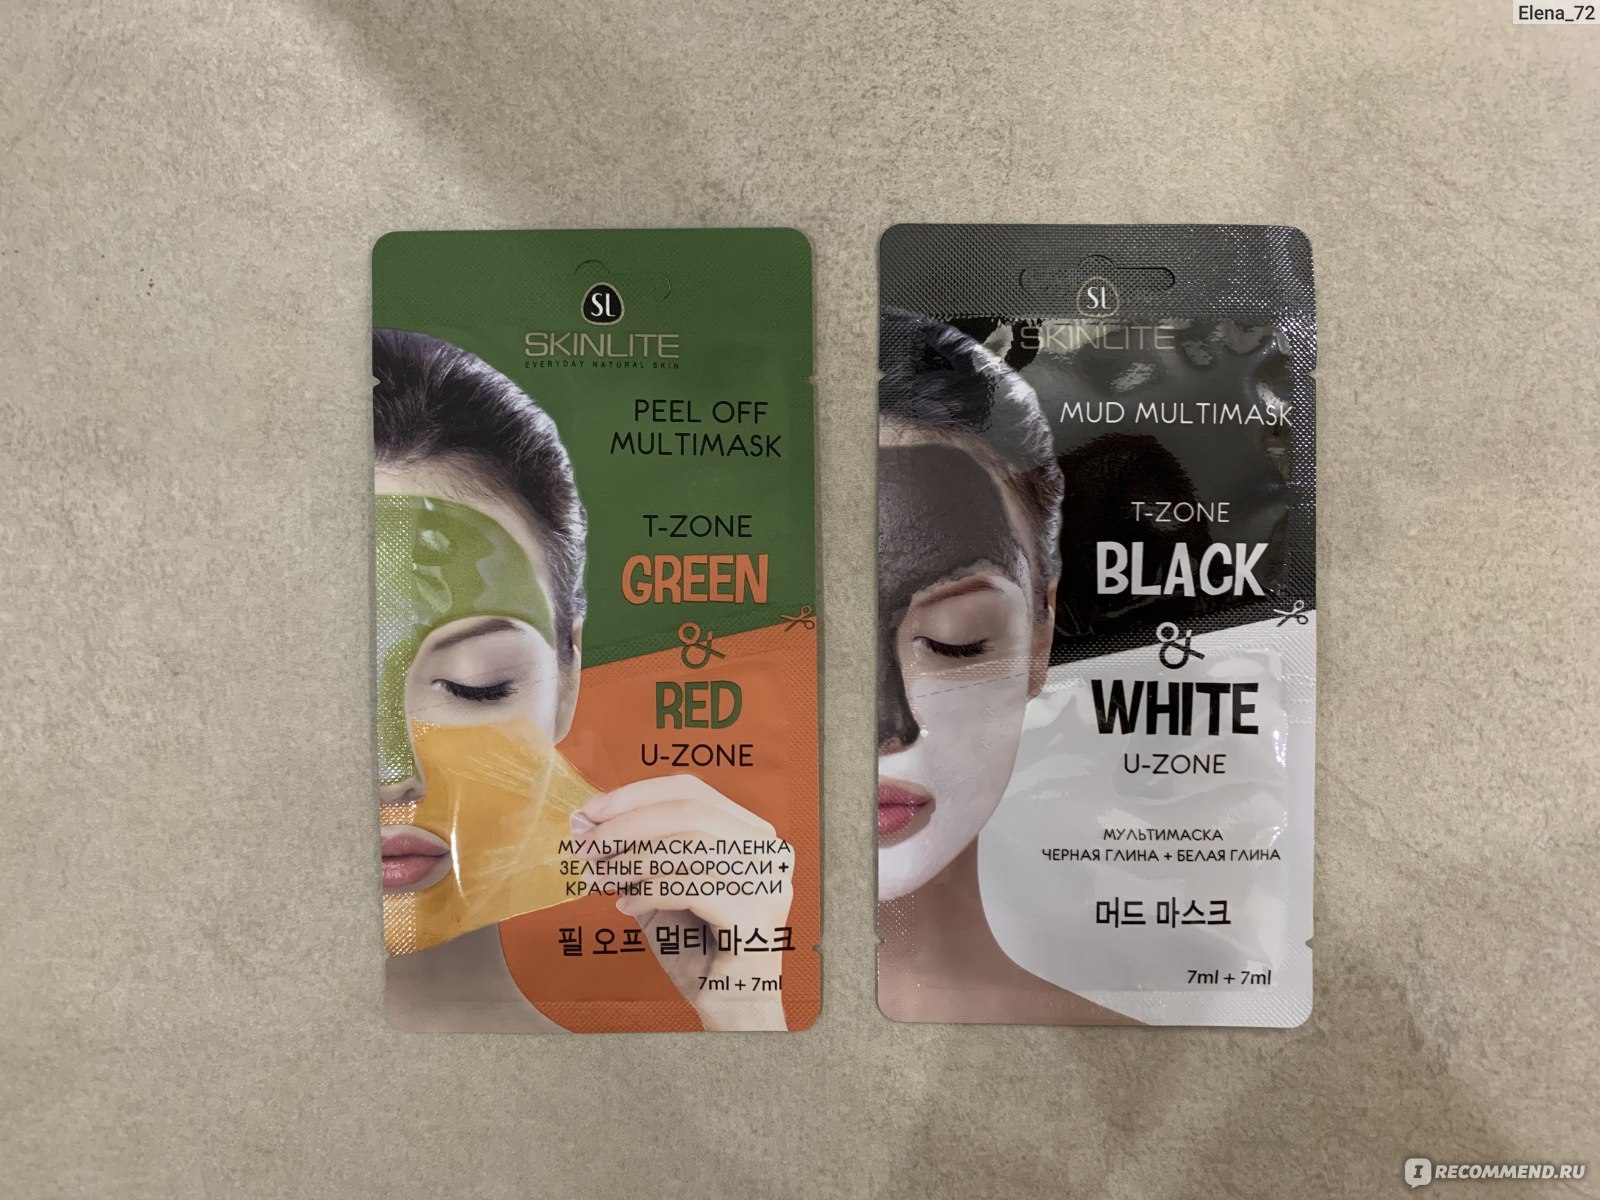 Elena_72
SL
SKINLITE
EVERYDAY NATURAL SKIN
PEEL OFF
MULTIMASK
T-ZONE
GREEN
&
RED
U-ZONE
МУЛЬТИМАСКА-ПЛЕНКА
ЗЕЛЕНЫЕ ВОДОРОСЛИ +
КРАСНЫЕ ВОДОРОСЛИ
필 오프 멀티 마스크
7ml + 7ml
SL
SKINLITE
MUD MULTIMASK
T-ZONE
BLACK
&
WHITE
U-ZONE
МУЛЬТИМАСКА
ЧЕРНАЯ ГЛИНА + БЕЛАЯ ГЛИНА
머드 마스크
7ml + 7ml
IRECOMMEND.RU